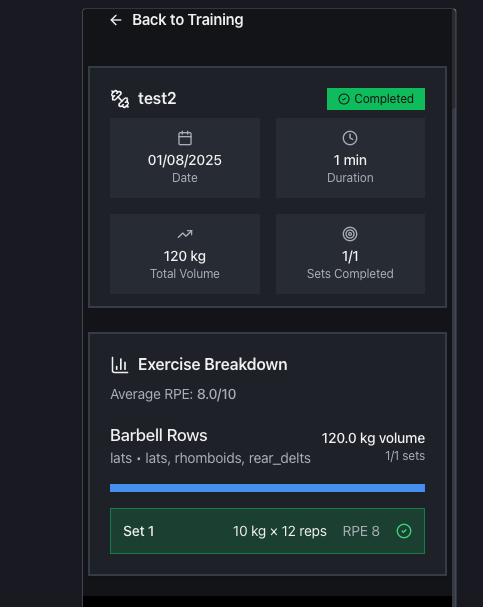 Back to Training
test2
Completed
01/08/2025
Date
1 min
Duration
120 kg
Total Volume
1/1
Sets Completed
Exercise Breakdown
Average RPE: 8.0/10
Barbell Rows
120.0 kg volume
lats • lats, rhomboids, rear_delts
1/1 sets
Set 1 10 kg × 12 reps RPE 8